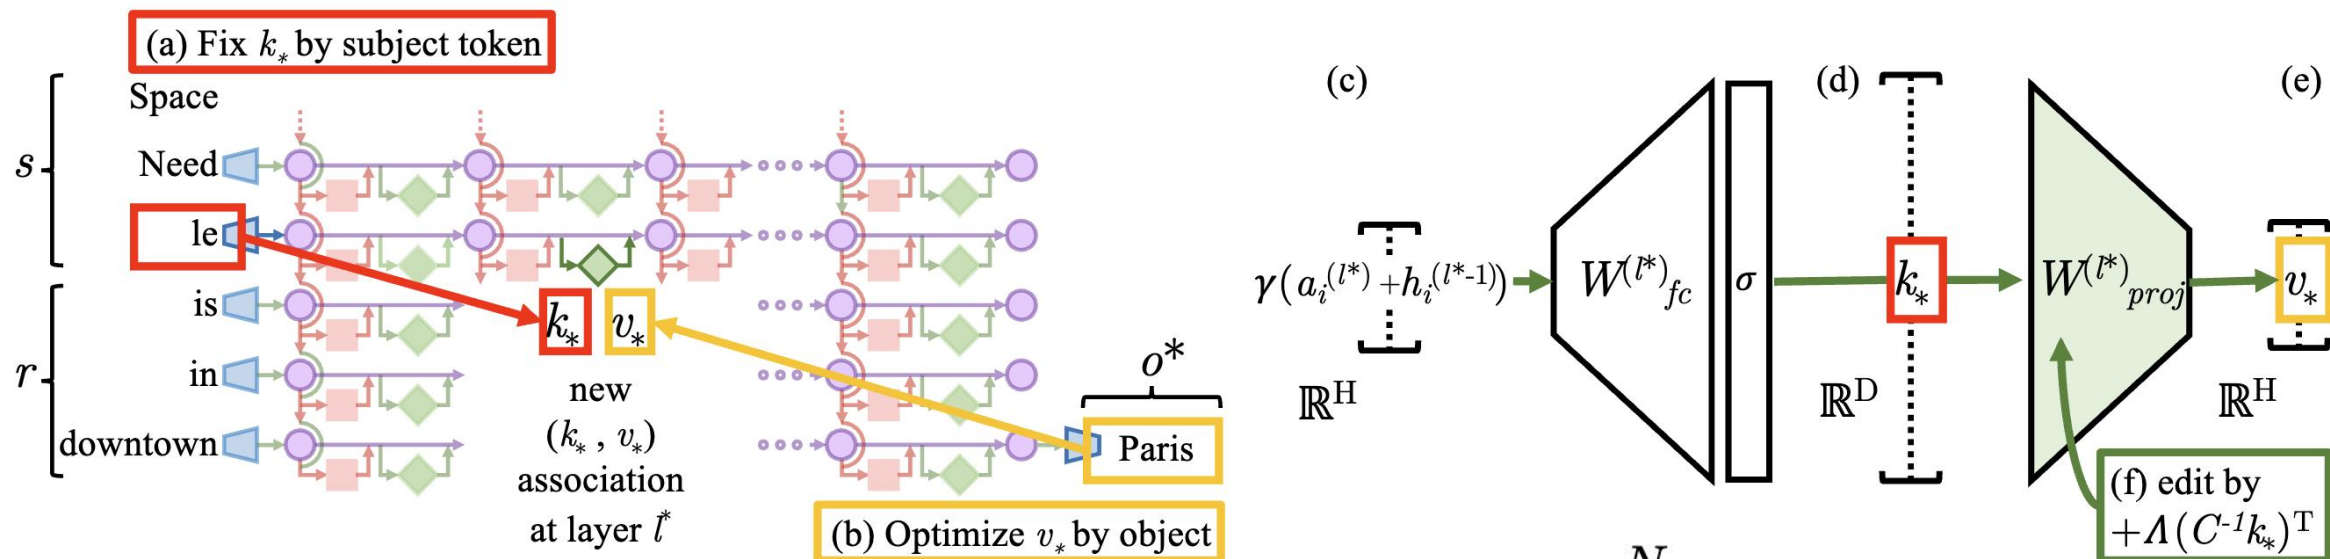 (a) Fix k* by subject token
Space
s
Need
le
is
r
in
downtown
k* v*
new
(k* , v*)
association
at layer l*
o*
Paris
(b) Optimize v* by object
(c)
γ(aᵢ⁽ˡ*⁾ +hᵢ⁽ˡ*⁻¹⁾)
ℝᴴ
W⁽ˡ*⁾fc
σ
(d)
k*
ℝᴰ
W⁽ˡ*⁾proj
(e)
v*
ℝᴴ
(f) edit by
+Λ(C⁻¹k*)ᵀ